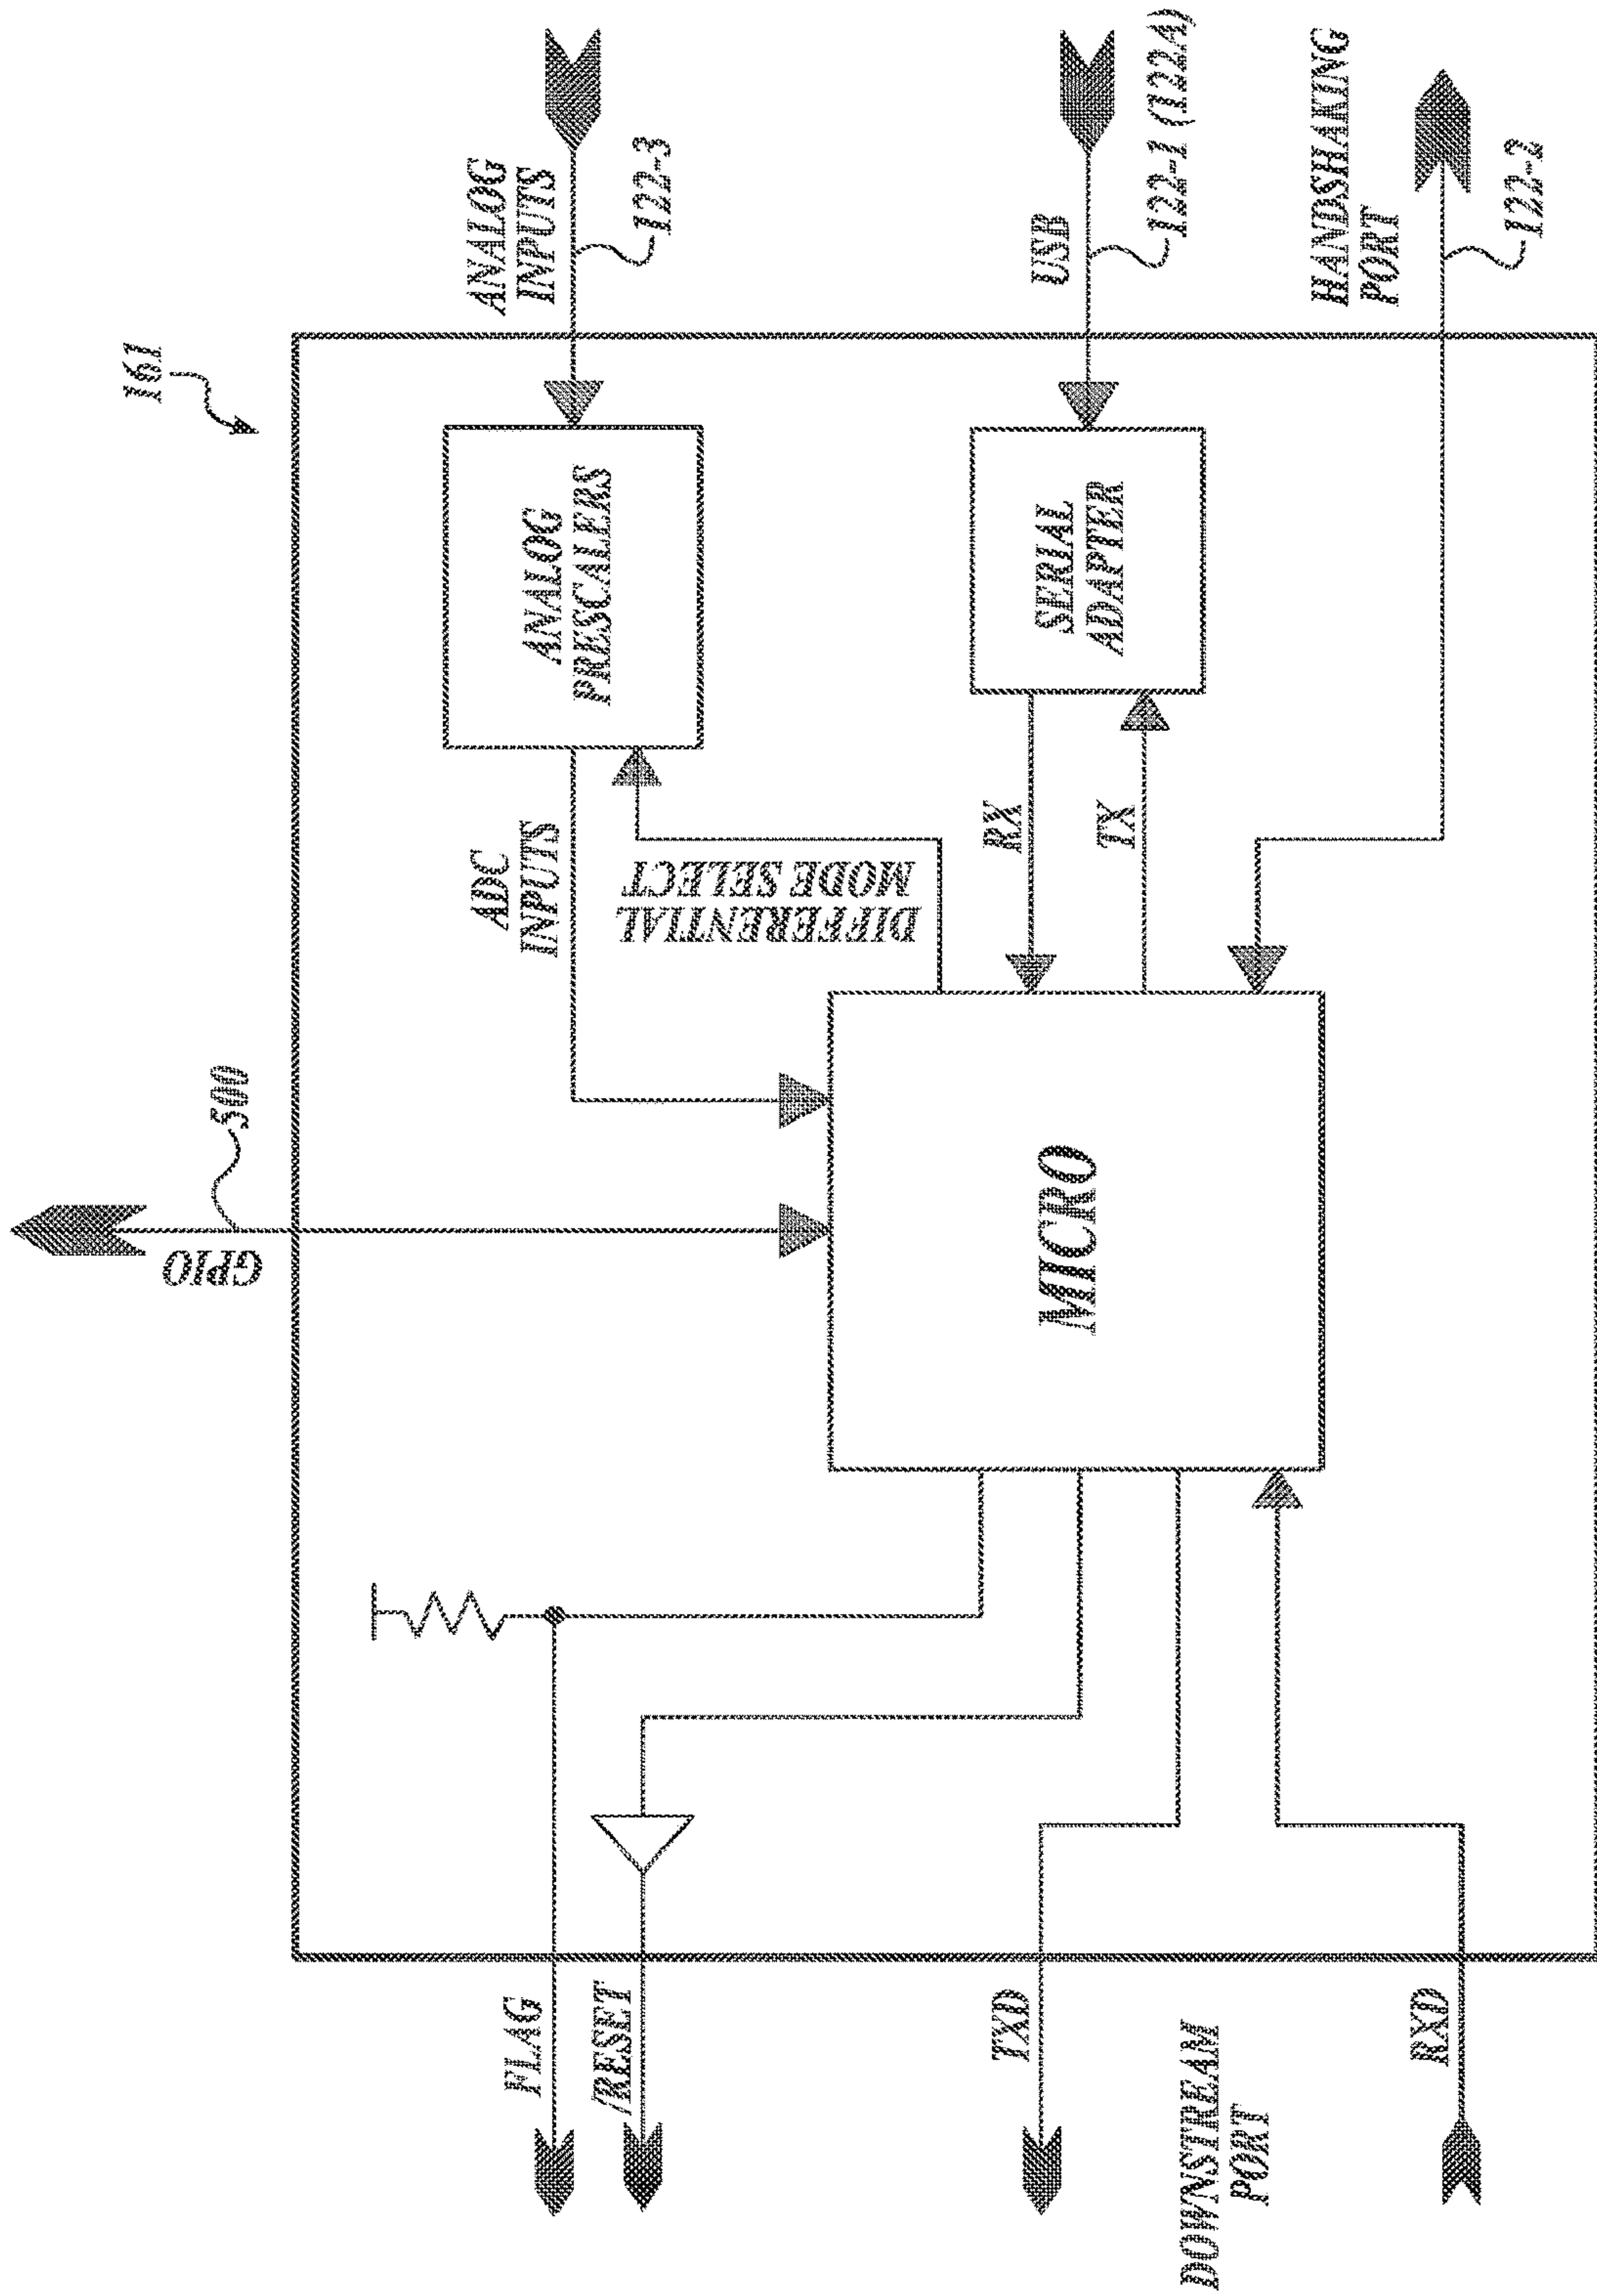 161
500
GPIO
ANALOG
INPUTS
122-3
USB
122-1 (122A)
HANDSHAKING
PORT
122-2
ANALOG
PRESCALERS
SERIAL
ADAPTER
ADC
INPUTS
DIFFERENTIAL
MODE SELECT
RX
TX
MICRO
FLAG
/RESET
TXD
DOWNSTREAM
PORT
RXD